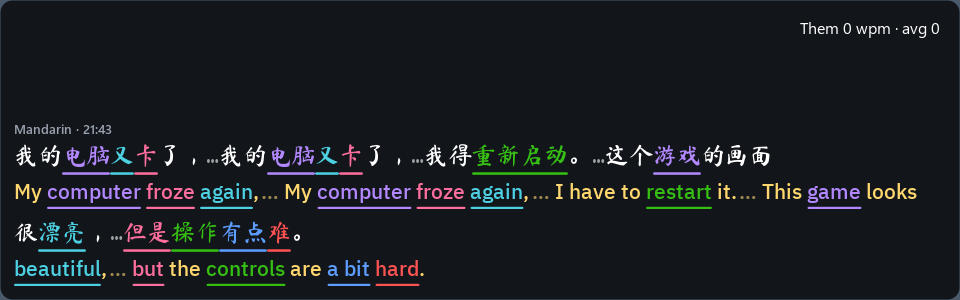 Them 0 wpm · avg 0
Mandarin · 21:43
我的电脑又卡了，…我的电脑又卡了，…我得重新启动。…这个游戏的画面
My computer froze again,… My computer froze again,… I have to restart it.… This game looks
很漂亮，…但是操作有点难。
beautiful,… but the controls are a bit hard.